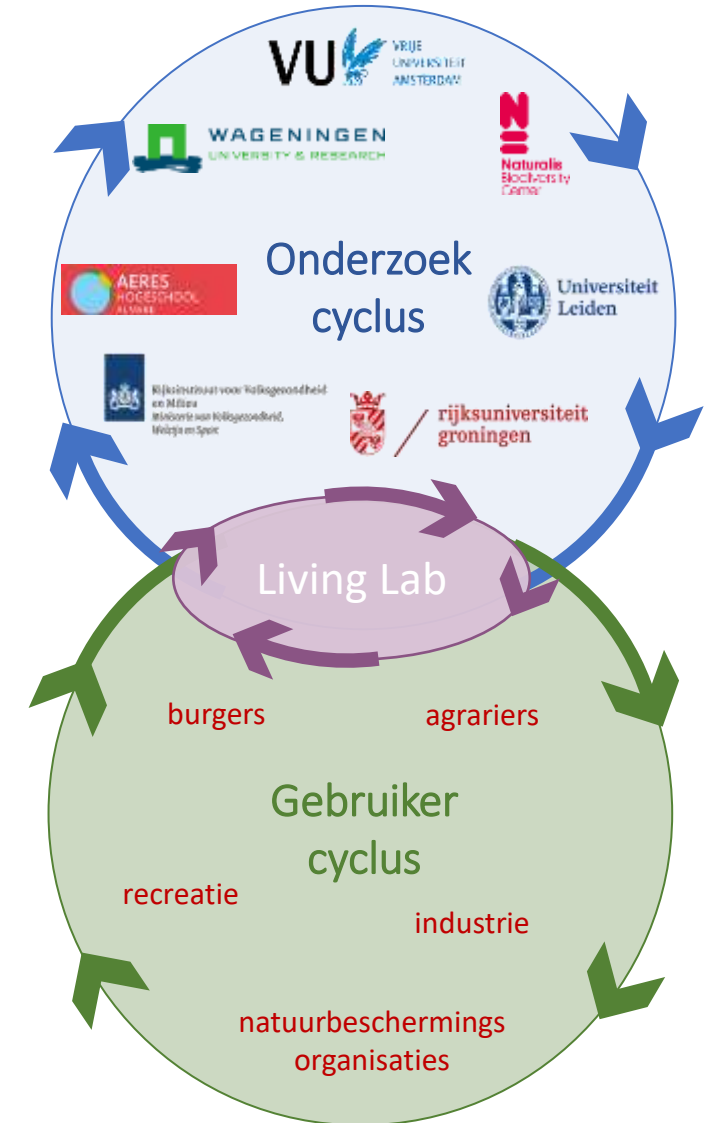 VU
VRIJE
UNIVERSITEIT
AMSTERDAM
WAGENINGEN
UNIVERSITY & RESEARCH
Naturalis
Biodiversity
Center
Onderzoek
cyclus
AERES
HOGESCHOOL
ALMERE
Universiteit
Leiden
Rijksinstituut voor Volksgezondheid
en Milieu
Ministerie van Volksgezondheid,
Welzijn en Sport
rijksuniversiteit
groningen
Living Lab
burgers
agrariers
Gebruiker
cyclus
recreatie
industrie
natuurbeschermings
organisaties